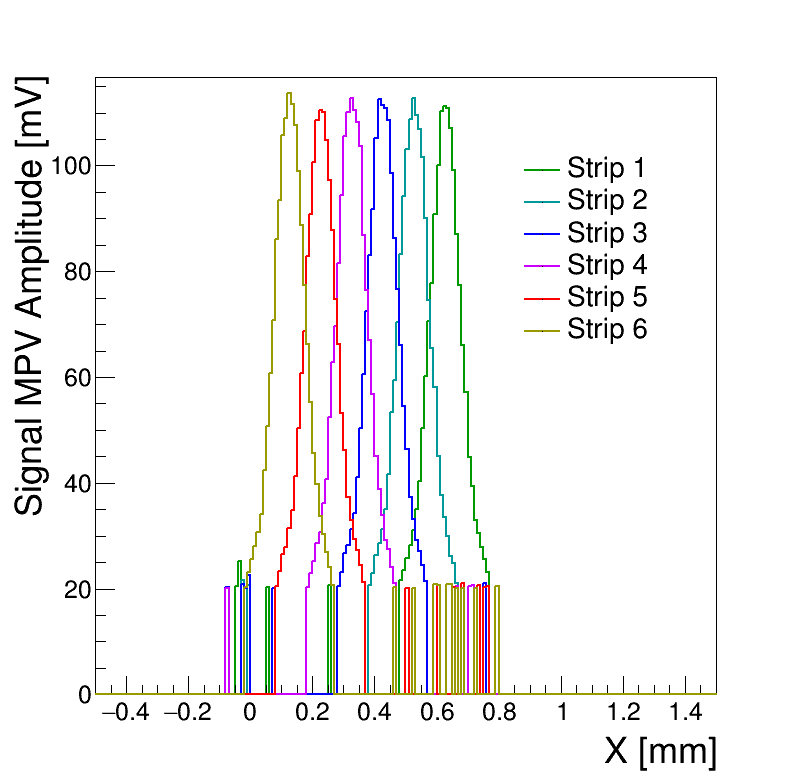 Signal MPV Amplitude [mV]
100
80
60
40
20
0
Strip 1
Strip 2
Strip 3
Strip 4
Strip 5
Strip 6
−0.4 −0.2 0 0.2 0.4 0.6 0.8 1 1.2 1.4
X [mm]